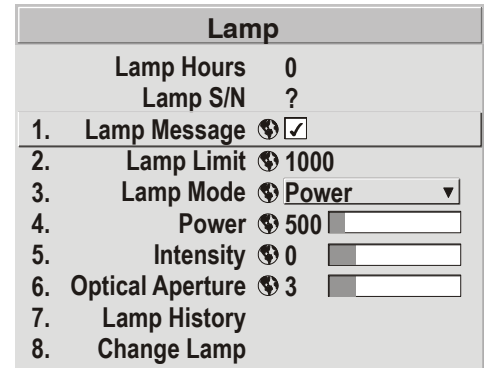 Lamp
Lamp Hours 0
Lamp S/N ?
1. Lamp Message ✓
2. Lamp Limit 1000
3. Lamp Mode Power ▼
4. Power 500
5. Intensity 0
6. Optical Aperture 3
7. Lamp History
8. Change Lamp